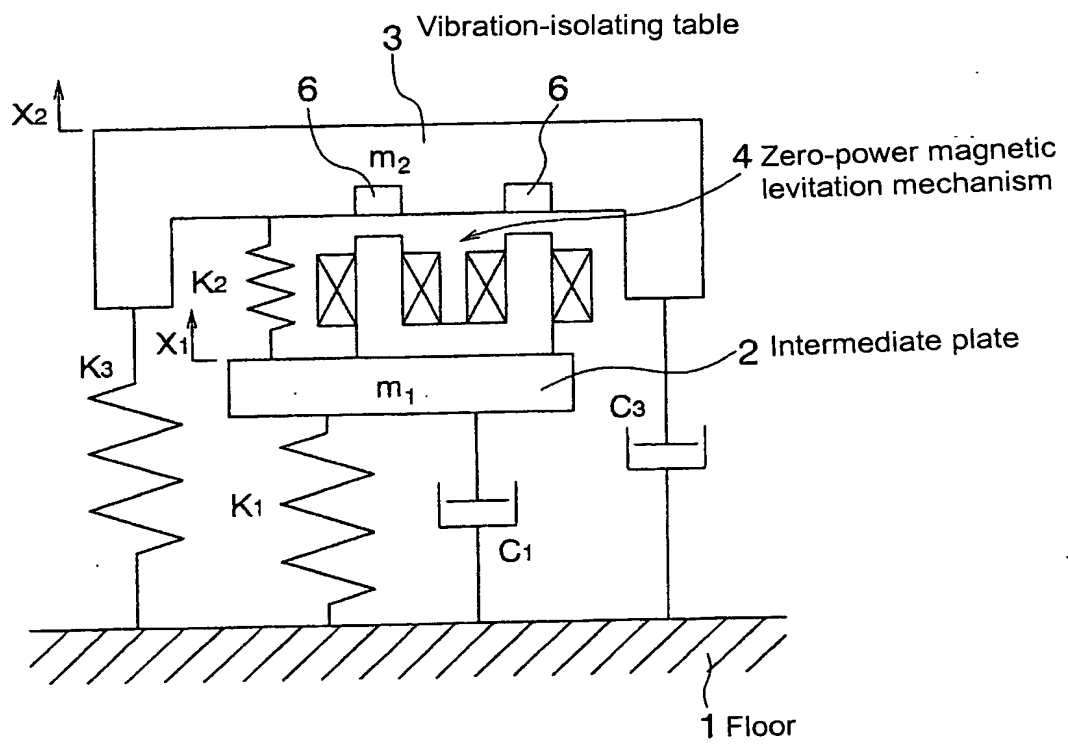 3 Vibration-isolating table
6
6
X2
m2
4 Zero-power magnetic
levitation mechanism
K2
X1
K3
2 Intermediate plate
m1
C3
K1
C1
1 Floor